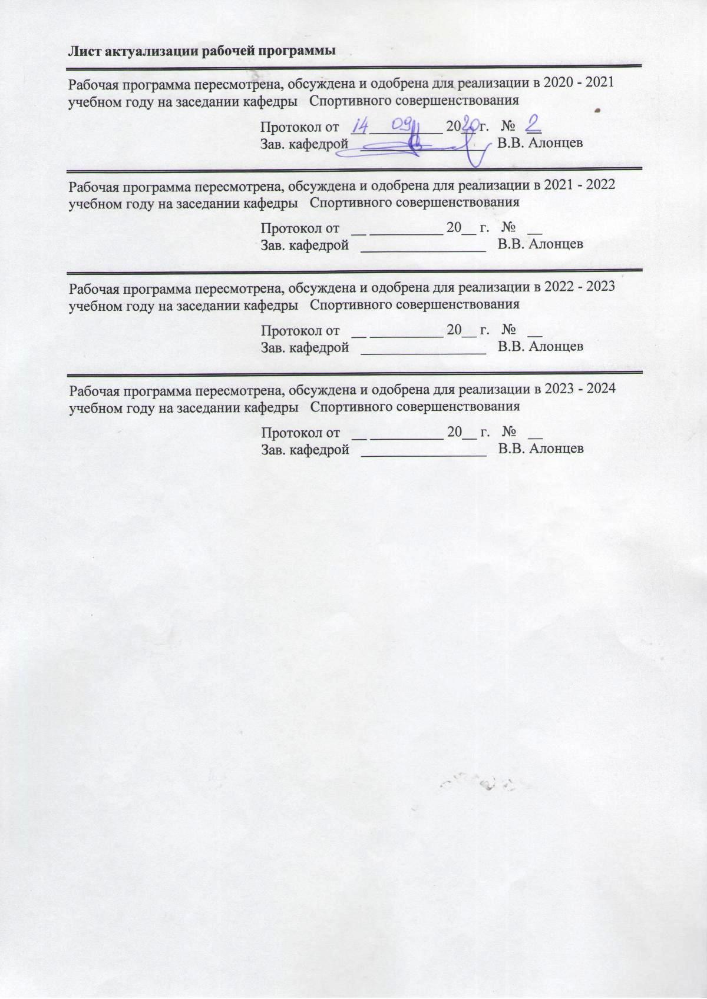 Лист актуализации рабочей программы
Рабочая программа пересмотрена, обсуждена и одобрена для реализации в 2020 - 2021
учебном году на заседании кафедры Спортивного совершенствования
Протокол от 14 09 2020 г. № 2
Зав. кафедрой ________________ В.В. Алонцев
Рабочая программа пересмотрена, обсуждена и одобрена для реализации в 2021 - 2022
учебном году на заседании кафедры Спортивного совершенствования
Протокол от __ __________ 20__ г. № __
Зав. кафедрой _________________ В.В. Алонцев
Рабочая программа пересмотрена, обсуждена и одобрена для реализации в 2022 - 2023
учебном году на заседании кафедры Спортивного совершенствования
Протокол от __ __________ 20__ г. № __
Зав. кафедрой _________________ В.В. Алонцев
Рабочая программа пересмотрена, обсуждена и одобрена для реализации в 2023 - 2024
учебном году на заседании кафедры Спортивного совершенствования
Протокол от __ __________ 20__ г. № __
Зав. кафедрой _________________ В.В. Алонцев